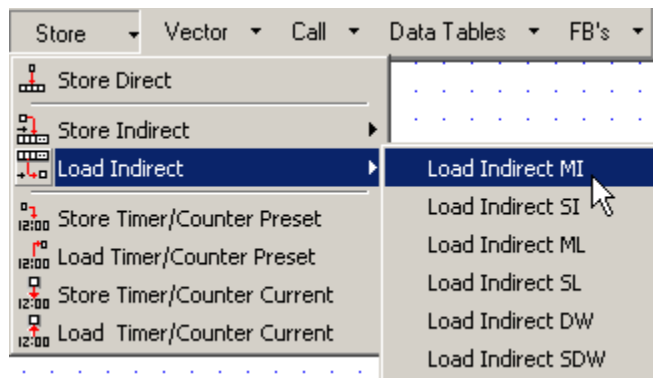 Store Vector Call Data Tables FB's
Store Direct
Store Indirect
Load Indirect
Store Timer/Counter Preset
Load Timer/Counter Preset
Store Timer/Counter Current
Load Timer/Counter Current
Load Indirect MI
Load Indirect SI
Load Indirect ML
Load Indirect SL
Load Indirect DW
Load Indirect SDW